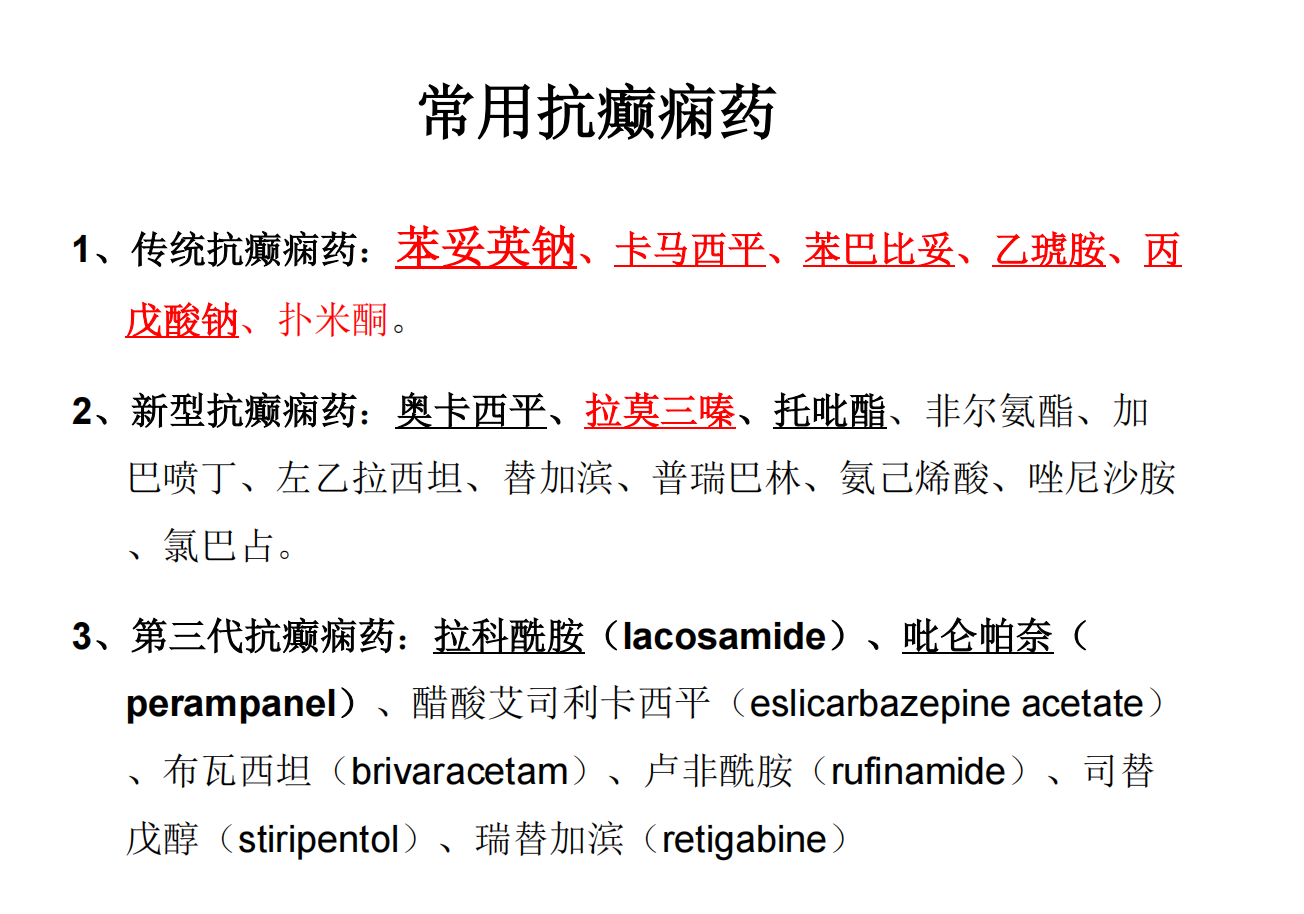 常用抗癫痫药
1、传统抗癫痫药：苯妥英钠、卡马西平、苯巴比妥、乙琥胺、丙
戊酸钠、扑米酮。
2、新型抗癫痫药：奥卡西平、拉莫三嗪、托吡酯、非尔氨酯、加
巴喷丁、左乙拉西坦、替加滨、普瑞巴林、氨己烯酸、唑尼沙胺
、氯巴占。
3、第三代抗癫痫药：拉科酰胺（lacosamide）、吡仑帕奈（
perampanel）、醋酸艾司利卡西平（eslicarbazepine acetate）
、布瓦西坦（brivaracetam）、卢非酰胺（rufinamide）、司替
戊醇（stiripentol）、瑞替加滨（retigabine）